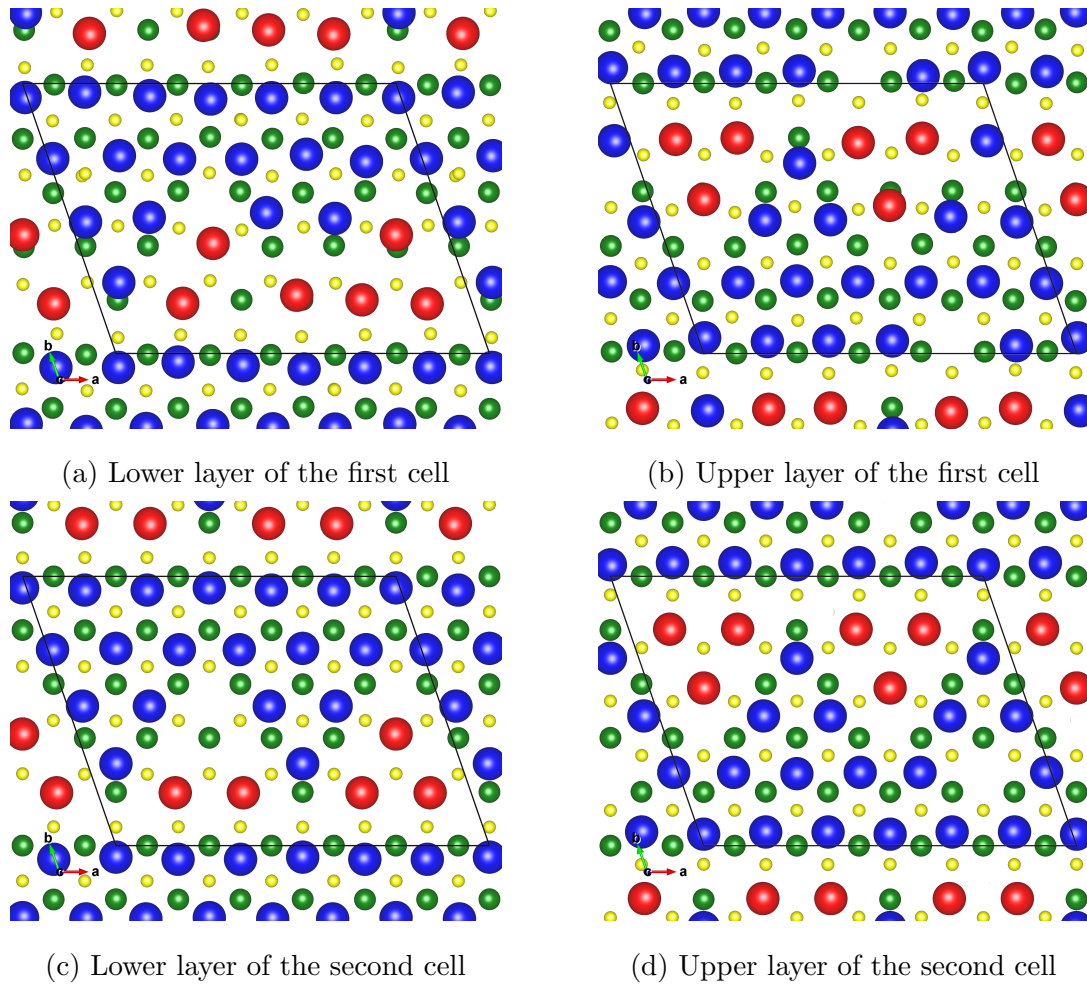 b
c a
b
c a
(a) Lower layer of the first cell
(b) Upper layer of the first cell
b
c a
b
c a
(c) Lower layer of the second cell
(d) Upper layer of the second cell